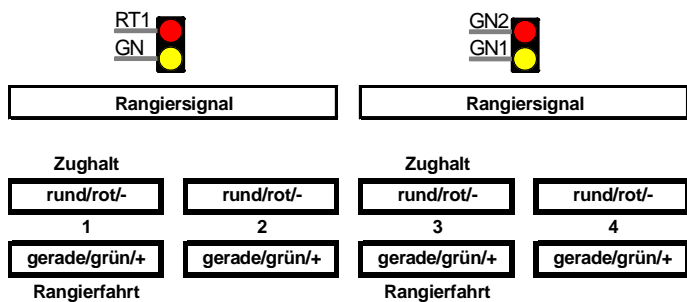 RT1 GN2
GN GN1
Rangiersignal Rangiersignal
Zughalt Zughalt
rund/rot/- rund/rot/- rund/rot/- rund/rot/-
1 2 3 4
gerade/grün/+ gerade/grün/+ gerade/grün/+ gerade/grün/+
Rangierfahrt Rangierfahrt